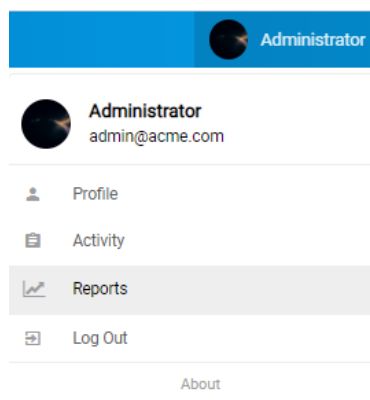 Administrator
Administrator
admin@acme.com
Profile
Activity
Reports
Log Out
About